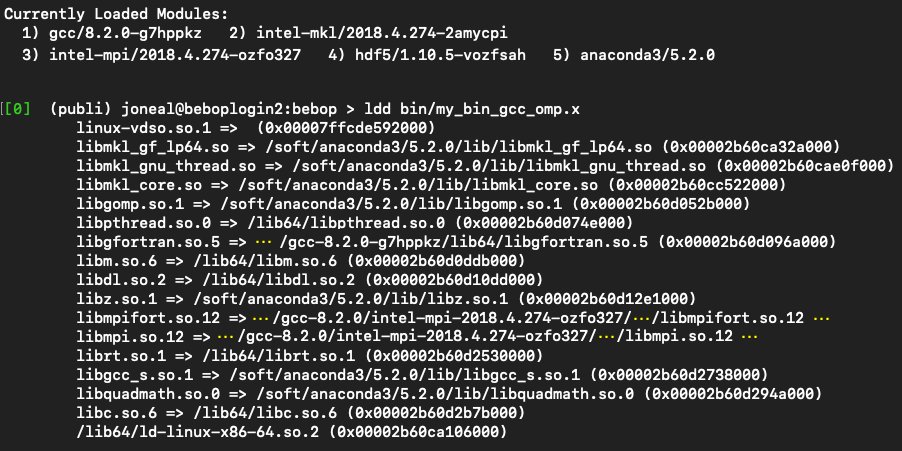 Currently Loaded Modules:
1) gcc/8.2.0-g7hppkz 2) intel-mkl/2018.4.274-2amycpi
3) intel-mpi/2018.4.274-ozfo327 4) hdf5/1.10.5-vozfsah 5) anaconda3/5.2.0
[[0] (publi) joneal@beboplogin2:bebop > ldd bin/my_bin_gcc_omp.x
linux-vdso.so.1 => (0x00007ffcde592000)
libmkl_gf_lp64.so => /soft/anaconda3/5.2.0/lib/libmkl_gf_lp64.so (0x00002b60ca32a000)
libmkl_gnu_thread.so => /soft/anaconda3/5.2.0/lib/libmkl_gnu_thread.so (0x00002b60cae0f000)
libmkl_core.so => /soft/anaconda3/5.2.0/lib/libmkl_core.so (0x00002b60cc522000)
libgomp.so.1 => /soft/anaconda3/5.2.0/lib/libgomp.so.1 (0x00002b60d052b000)
libpthread.so.0 => /lib64/libpthread.so.0 (0x00002b60d074e000)
libgfortran.so.5 => ··· /gcc-8.2.0-g7hppkz/lib64/libgfortran.so.5 (0x00002b60d096a000)
libm.so.6 => /lib64/libm.so.6 (0x00002b60d0ddb000)
libdl.so.2 => /lib64/libdl.so.2 (0x00002b60d10dd000)
libz.so.1 => /soft/anaconda3/5.2.0/lib/libz.so.1 (0x00002b60d12e1000)
libmpifort.so.12 => ···/gcc-8.2.0/intel-mpi-2018.4.274-ozfo327/···/libmpifort.so.12 ···
libmpi.so.12 => ···/gcc-8.2.0/intel-mpi-2018.4.274-ozfo327/···/libmpi.so.12 ···
librt.so.1 => /lib64/librt.so.1 (0x00002b60d2530000)
libgcc_s.so.1 => /soft/anaconda3/5.2.0/lib/libgcc_s.so.1 (0x00002b60d2738000)
libquadmath.so.0 => /soft/anaconda3/5.2.0/lib/libquadmath.so.0 (0x00002b60d294a000)
libc.so.6 => /lib64/libc.so.6 (0x00002b60d2b7b000)
/lib64/ld-linux-x86-64.so.2 (0x00002b60ca106000)